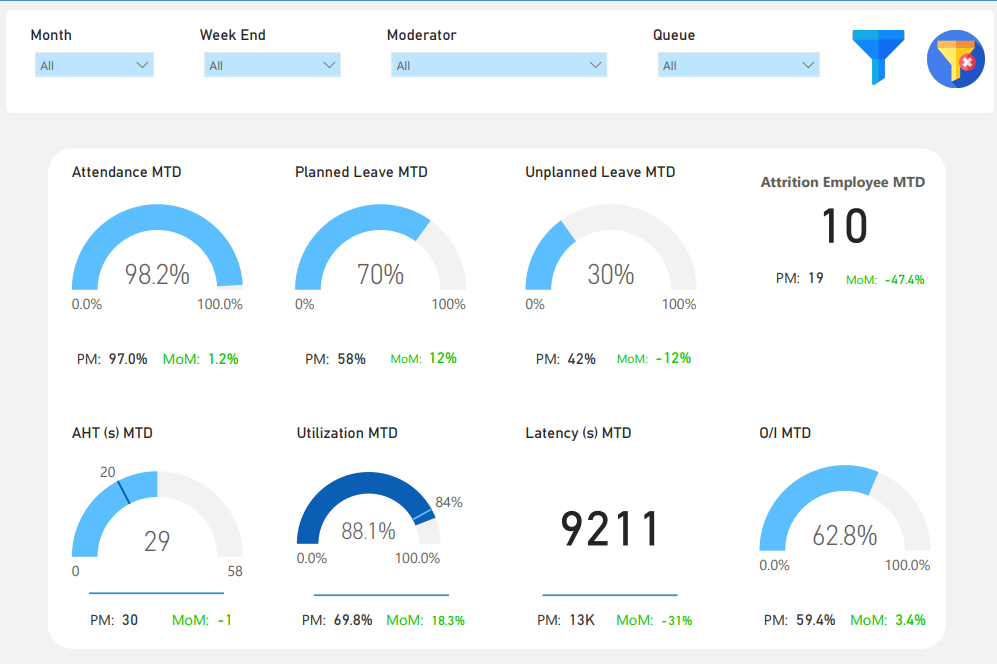 Month Week End Moderator Queue
All All All All
Attendance MTD Planned Leave MTD Unplanned Leave MTD Attrition Employee MTD
10
98.2% 70% 30%
PM: 19 MoM: -47.4%
0.0% 100.0% 0% 100% 0% 100%
PM: 97.0% MoM: 1.2% PM: 58% MoM: 12% PM: 42% MoM: -12%
AHT (s) MTD Utilization MTD Latency (s) MTD O/I MTD
20
84%
29 88.1% 9211 62.8%
0.0% 100.0% 0.0% 100.0%
0 58
PM: 30 MoM: -1 PM: 69.8% MoM: 18.3% PM: 13K MoM: -31% PM: 59.4% MoM: 3.4%